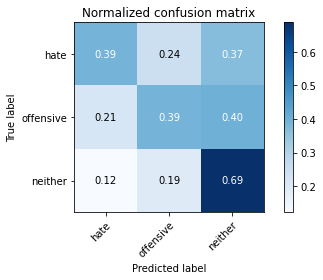 Normalized confusion matrix
True label
hate 0.39 0.24 0.37
offensive 0.21 0.39 0.40
neither 0.12 0.19 0.69
hate offensive neither
Predicted label
0.6
0.5
0.4
0.3
0.2